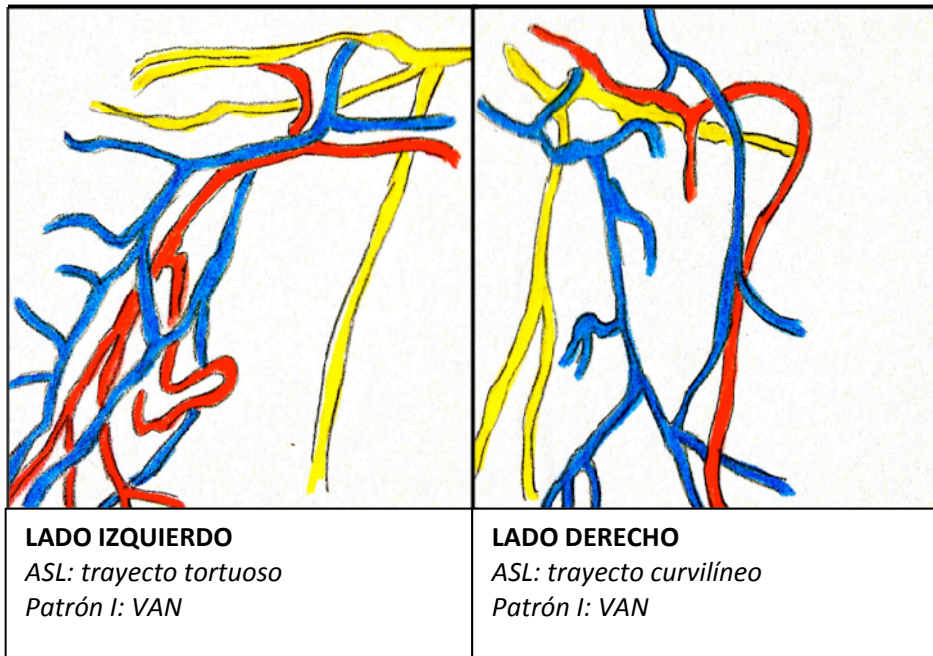 LADO IZQUIERDO
ASL: trayecto tortuoso
Patrón I: VAN
LADO DERECHO
ASL: trayecto curvilíneo
Patrón I: VAN